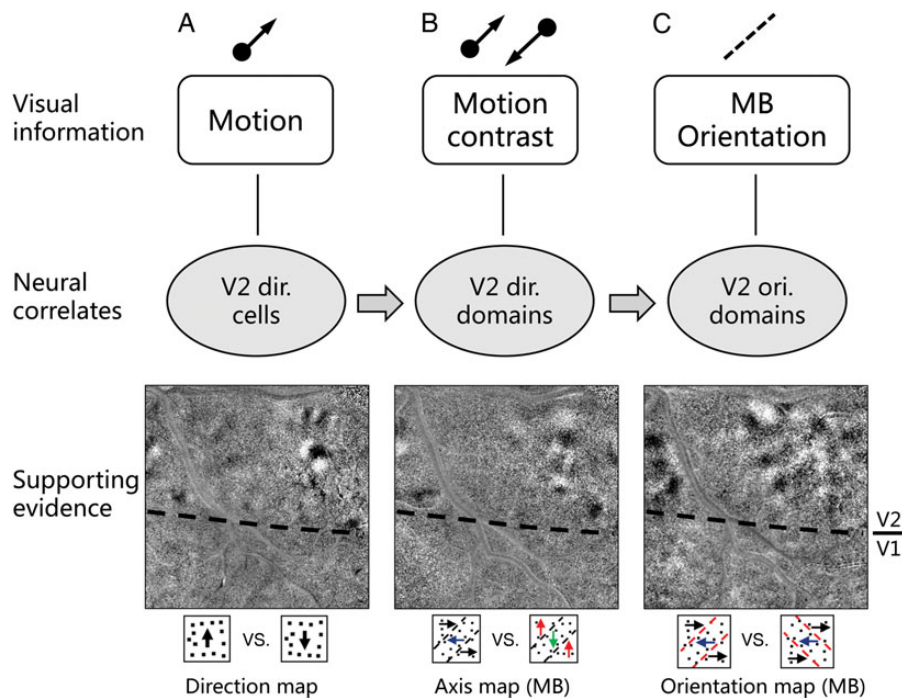 A
B
C
Visual
information
Motion
Motion
contrast
MB
Orientation
Neural
correlates
V2 dir.
cells
V2 dir.
domains
V2 ori.
domains
Supporting
evidence
V2
V1
VS.
VS.
VS.
Direction map
Axis map (MB)
Orientation map (MB)